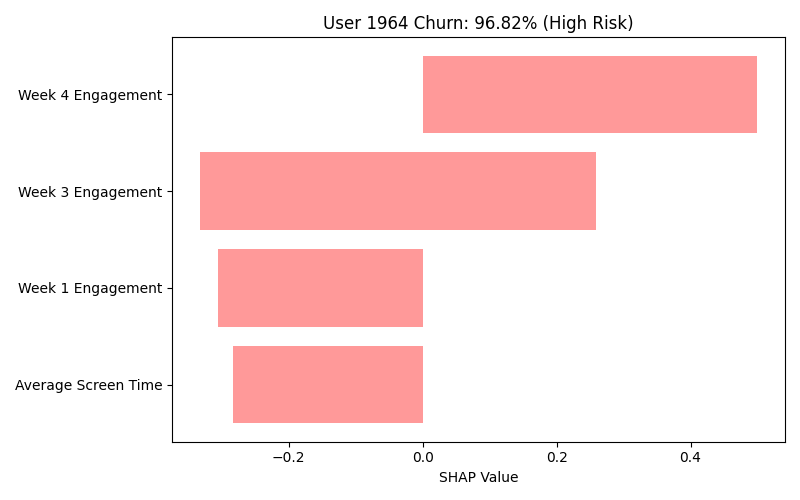 User 1964 Churn: 96.82% (High Risk)
Week 4 Engagement
Week 3 Engagement
Week 1 Engagement
Average Screen Time
−0.2 0.0 0.2 0.4
SHAP Value